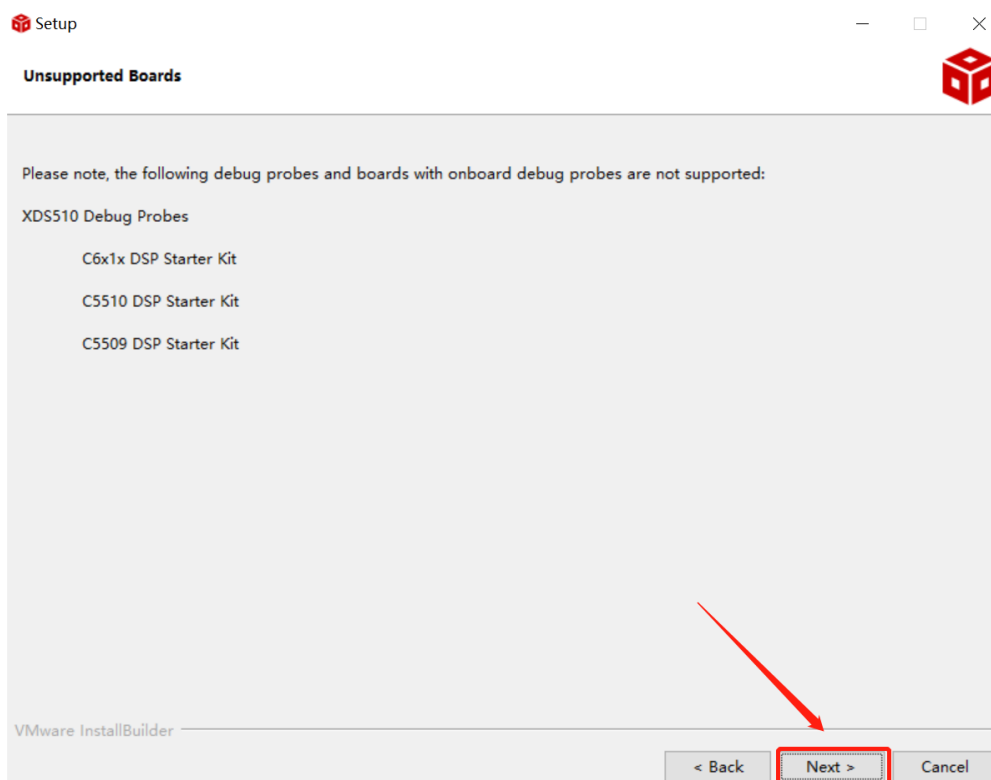 Setup
Unsupported Boards
Please note, the following debug probes and boards with onboard debug probes are not supported:
XDS510 Debug Probes
C6x1x DSP Starter Kit
C5510 DSP Starter Kit
C5509 DSP Starter Kit
VMware InstallBuilder
< Back Next > Cancel